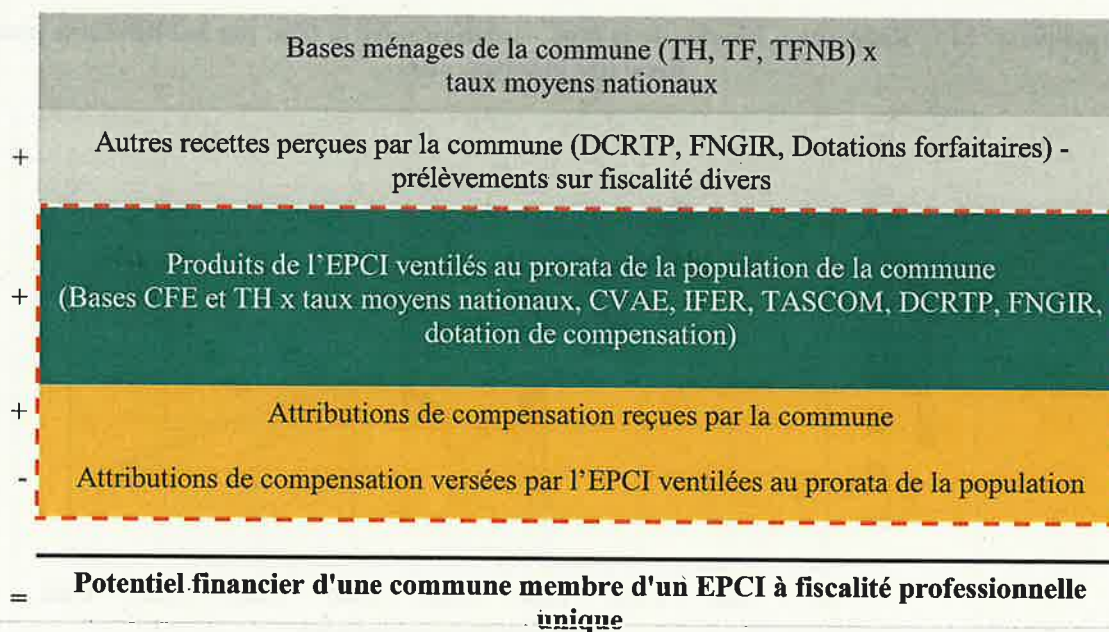 Bases ménages de la commune (TH, TF, TFNB) x
taux moyens nationaux
+ Autres recettes perçues par la commune (DCRTP, FNGIR, Dotations forfaitaires) -
prélèvements sur fiscalité divers
+ Produits de l'EPCI ventilés au prorata de la population de la commune
(Bases CFE et TH x taux moyens nationaux, CVAE, IFER, TASCOM, DCRTP, FNGIR,
dotation de compensation)
+ Attributions de compensation reçues par la commune
- Attributions de compensation versées par l'EPCI ventilées au prorata de la population
= Potentiel financier d'une commune membre d'un EPCI à fiscalité professionnelle
unique